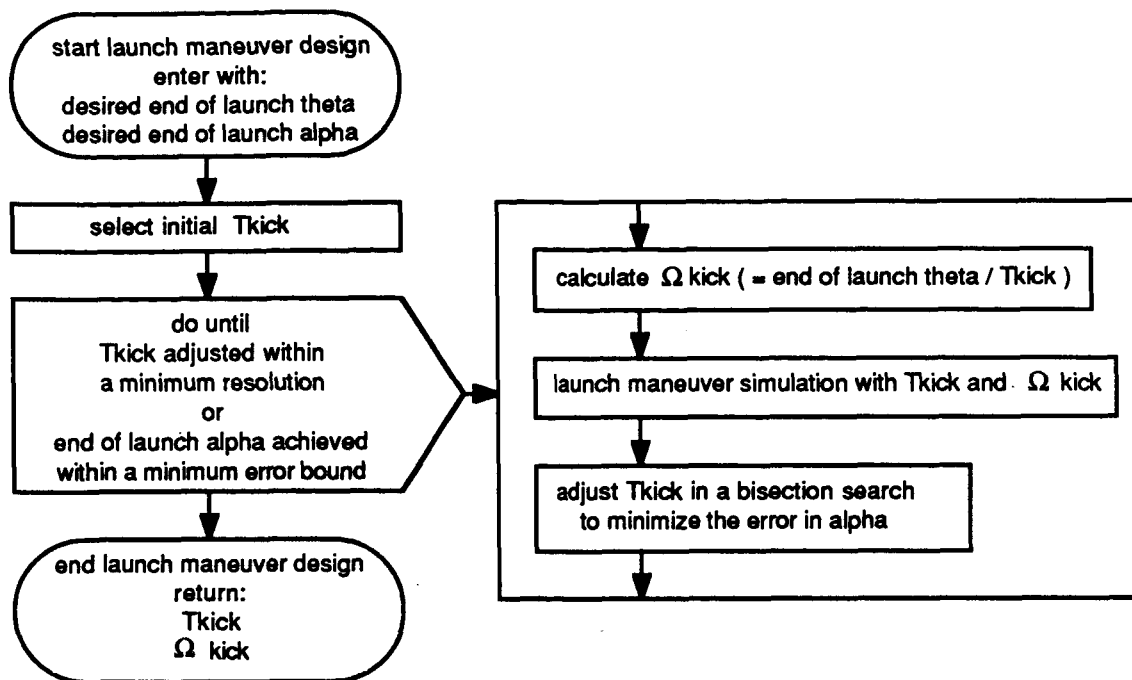 start launch maneuver design
enter with:
desired end of launch theta
desired end of launch alpha
select initial Tkick
do until
Tkick adjusted within
a minimum resolution
or
end of launch alpha achieved
within a minimum error bound
end launch maneuver design
return:
Tkick
Ω kick
calculate Ω kick ( = end of launch theta / Tkick )
launch maneuver simulation with Tkick and Ω kick
adjust Tkick in a bisection search
to minimize the error in alpha